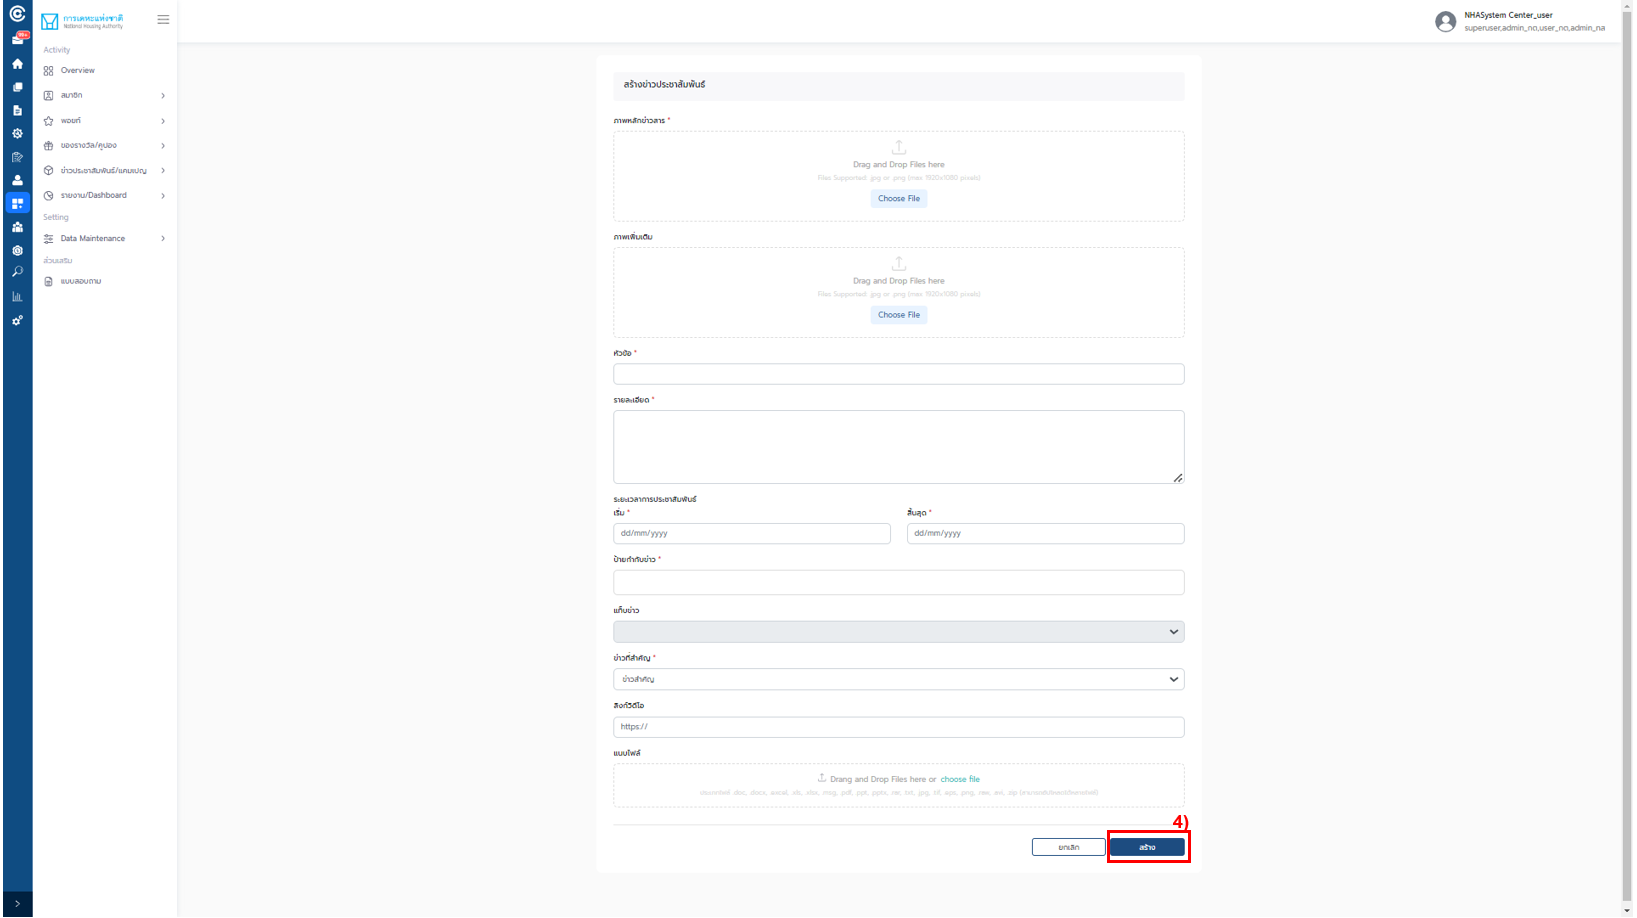 การเคหะแห่งชาติ
National Housing Authority
NHASystem Center_user
superuser,admin_na,user_na,admin_na
99+
Activity
Overview
สมาชิก
พอยท์
ของรางวัล/คูปอง
ข่าวประชาสัมพันธ์/แคมเปญ
รายงาน/Dashboard
Setting
Data Maintenance
ส่วนเสริม
แบบสอบถาม
สร้างข่าวประชาสัมพันธ์
ภาพหลักข่าวสาร *
Drag and Drop Files here
Files Supported: jpg or .png (max 1920x1080 pixels)
Choose File
ภาพเพิ่มเติม
Drag and Drop Files here
Files Supported: jpg or .png (max 1920x1080 pixels)
Choose File
หัวข้อ *
รายละเอียด *
ระยะเวลาการประชาสัมพันธ์
เริ่ม *
สิ้นสุด *
dd/mm/yyyy
dd/mm/yyyy
ป้ายกำกับข่าว *
แท็บข่าว
ข่าวที่สำคัญ *
ข่าวสำคัญ
ลิงก์วิดีโอ
https://
แนบไฟล์
Drang and Drop Files here or choose file
4)
ยกเลิก
สร้าง